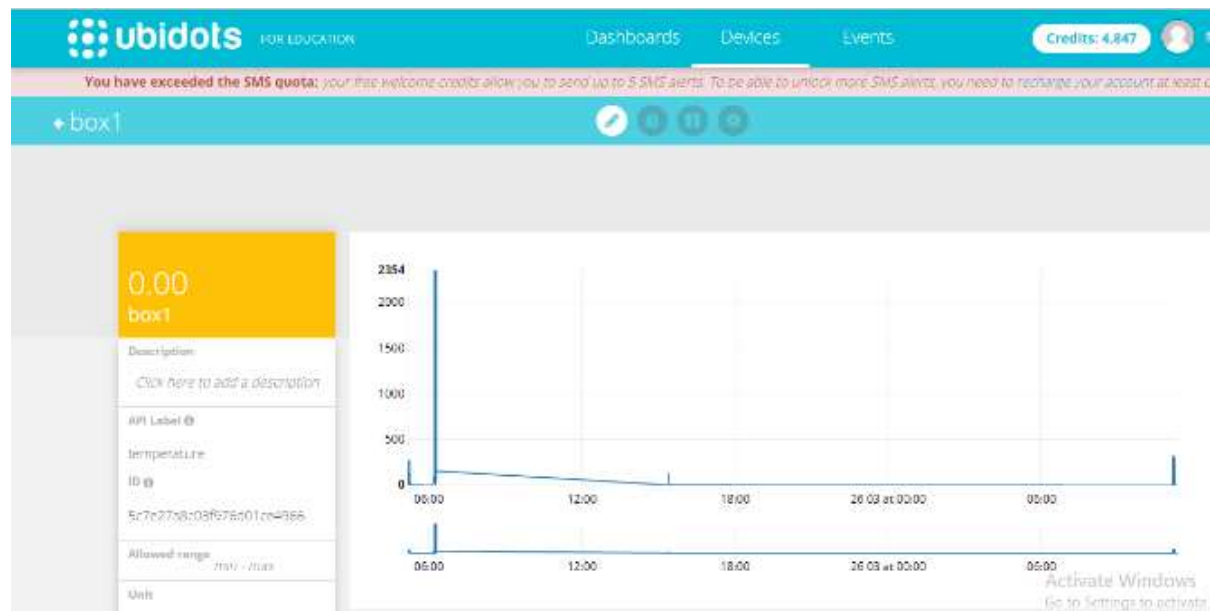 ubidots FOR EDUCATION Dashboards Devices Events Credits: 4,847
You have exceeded the SMS quota; your free welcome credits allow you to send up to 5 SMS alerts. To be able to unlock more SMS alerts, you need to recharge your account at least
box1
0.00
box1
Description
Click here to add a description
API Label
temperature
ID
Allowed range
min - max
Unit
2354
2000
1500
1000
500
0
06:00 12:00 18:00 26 03 at 00:00 06:00
06:00 12:00 18:00 26 03 at 00:00 06:00
Activate Windows
Go to Settings to activate